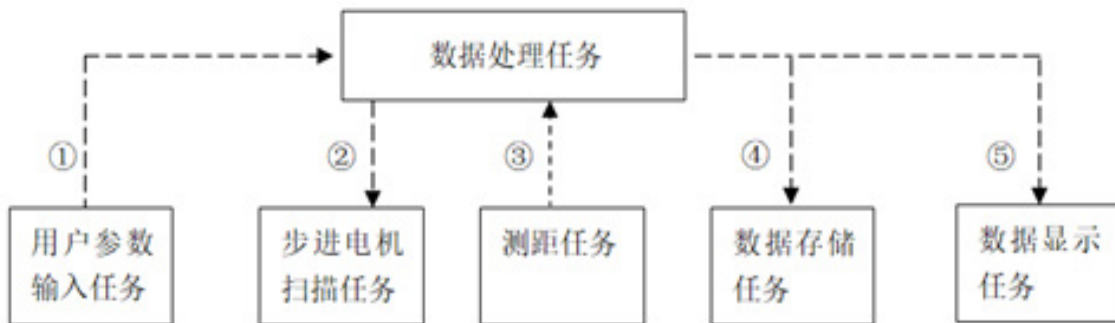 数据处理任务
①
②
③
④
⑤
用户参数
输入任务
步进电机
扫描任务
测距任务
数据存储
任务
数据显示
任务